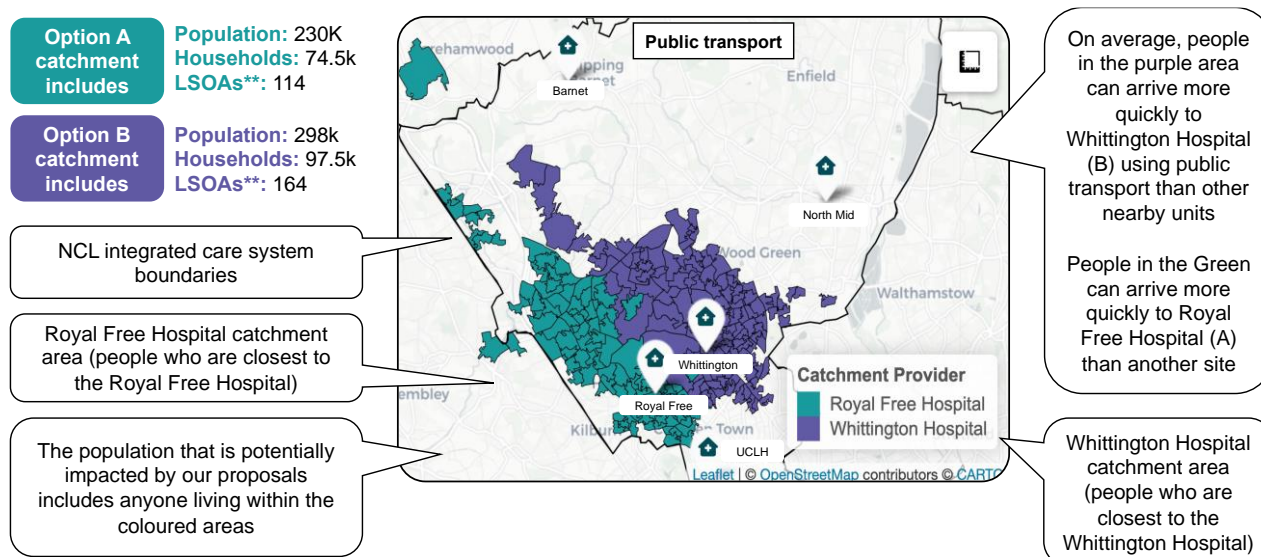 Option A
catchment
includes
Population: 230K
Households: 74.5k
LSOAs**: 114
Option B
catchment
includes
Population: 298k
Households: 97.5k
LSOAs**: 164
NCL integrated care system
boundaries
Royal Free Hospital catchment
area (people who are closest to
the Royal Free Hospital)
The population that is potentially
impacted by our proposals
includes anyone living within the
coloured areas
Public transport
Barnet
Enfield
North Mid
Wood Green
Walthamstow
Whittington
Royal Free
UCLH
Catchment Provider
Royal Free Hospital
Whittington Hospital
Leaflet | © OpenStreetMap contributors © CARTO
On average, people
in the purple area
can arrive more
quickly to
Whittington Hospital
(B) using public
transport than other
nearby units
People in the Green
can arrive more
quickly to Royal
Free Hospital (A)
than another site
Whittington Hospital
catchment area
(people who are
closest to the
Whittington Hospital)